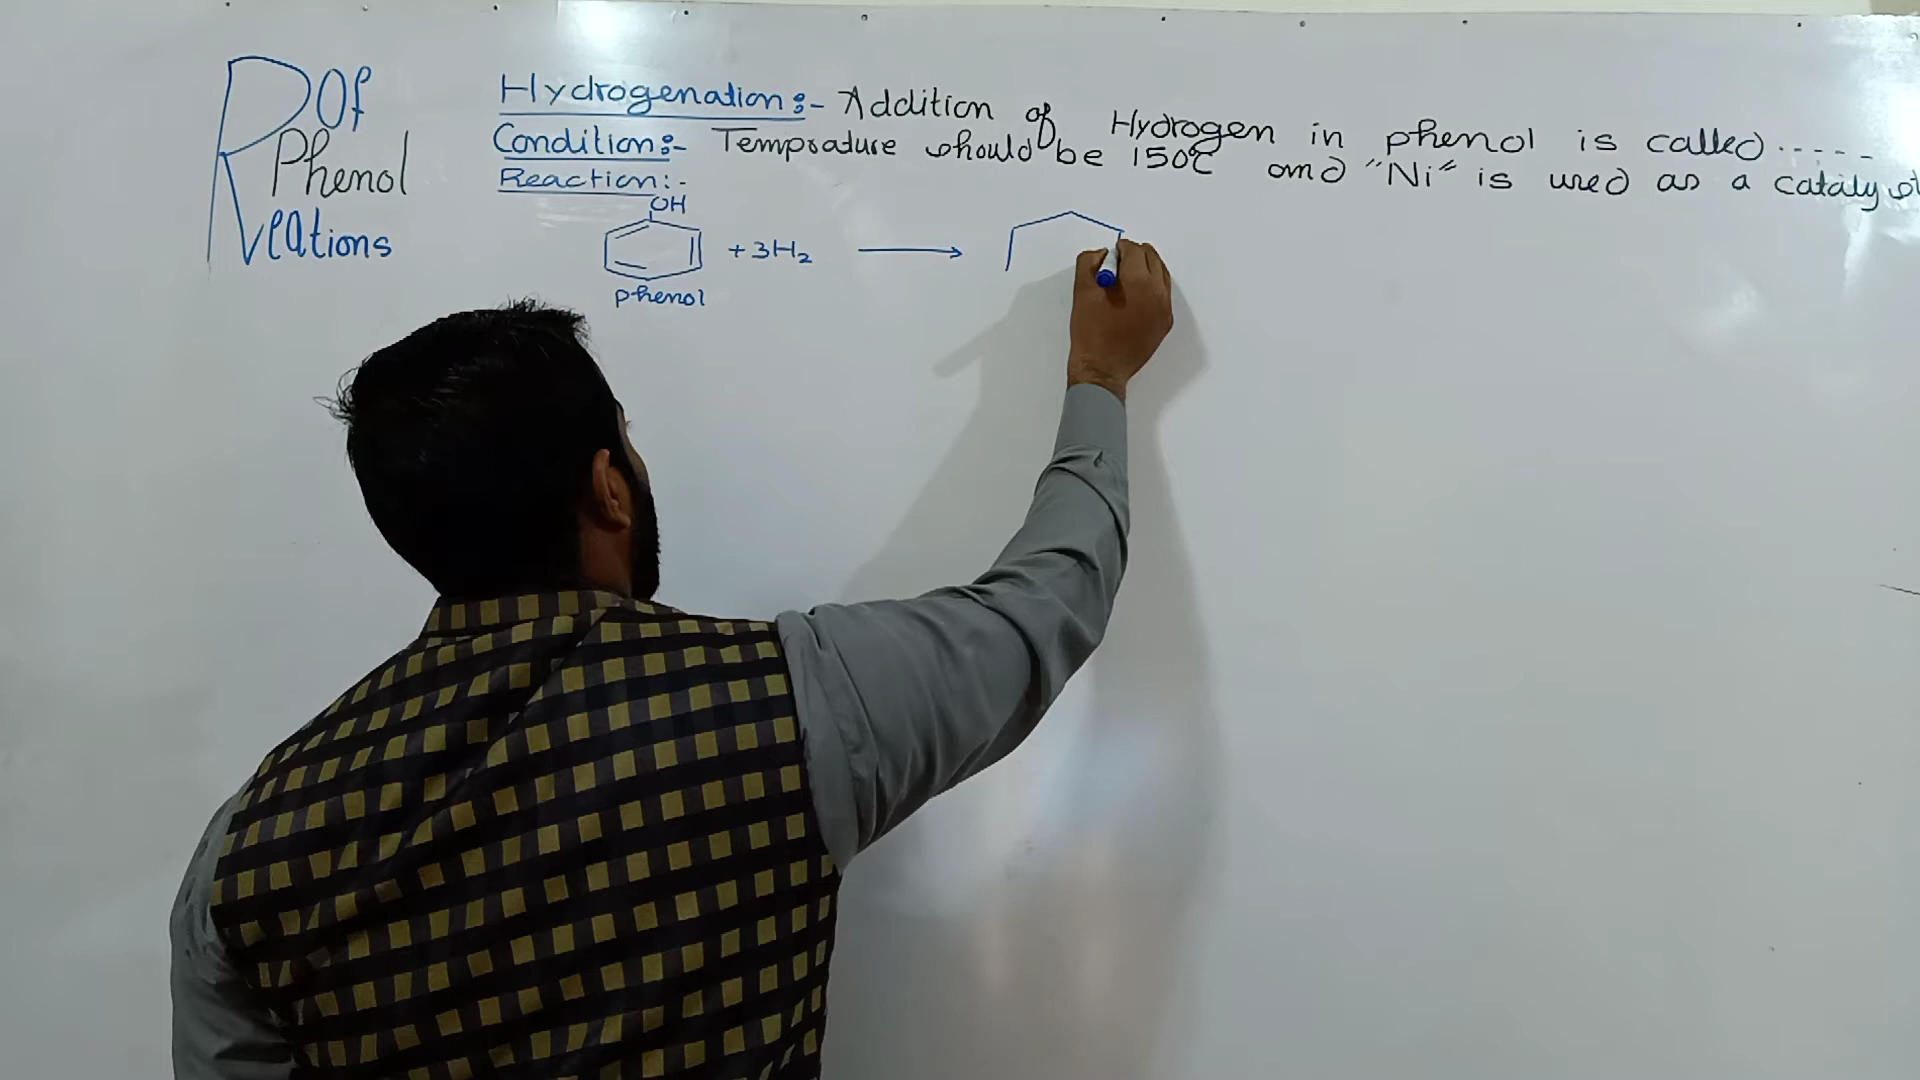 Reactions Of Phenol
Hydrogenation:- Addition of Hydrogen in phenol is called.....
Condition:- Temprature should be 150°C and "Ni" is used as a catalyst
Reaction:-
OH
+ 3H₂
phenol